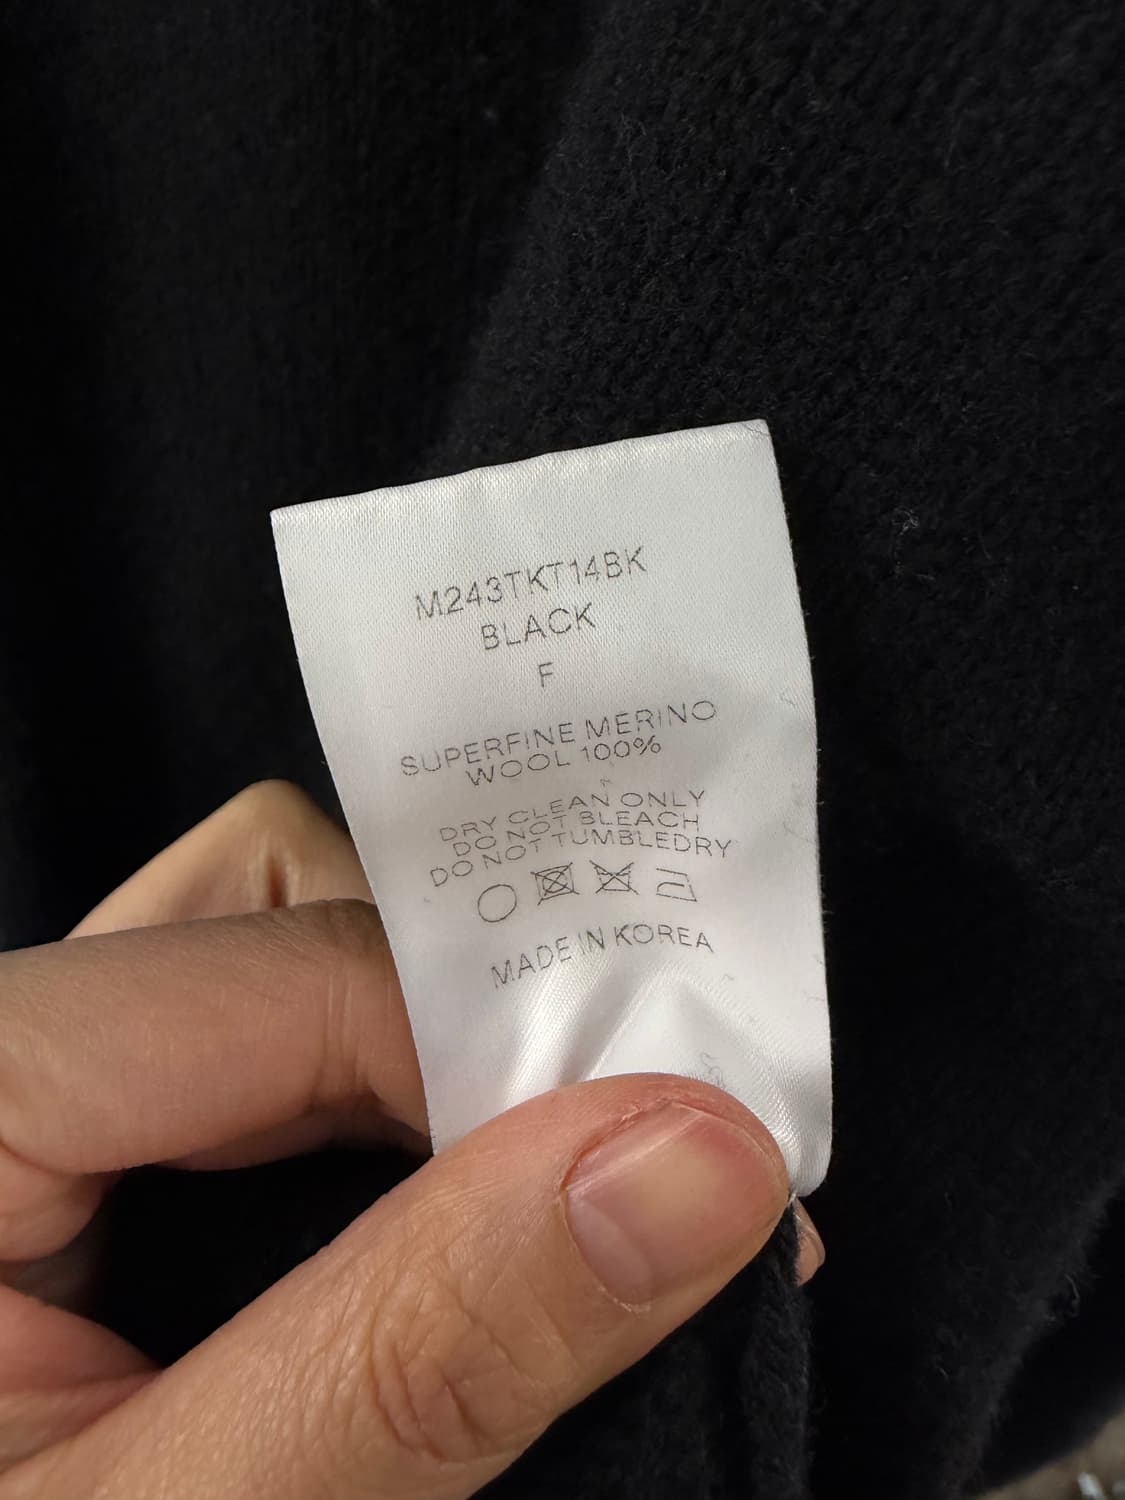 M243TKT14BK
BLACK
F
SUPERFINE MERINO
WOOL 100%
DRY CLEAN ONLY
DO NOT BLEACH
DO NOT TUMBLEDRY
MADE IN KOREA